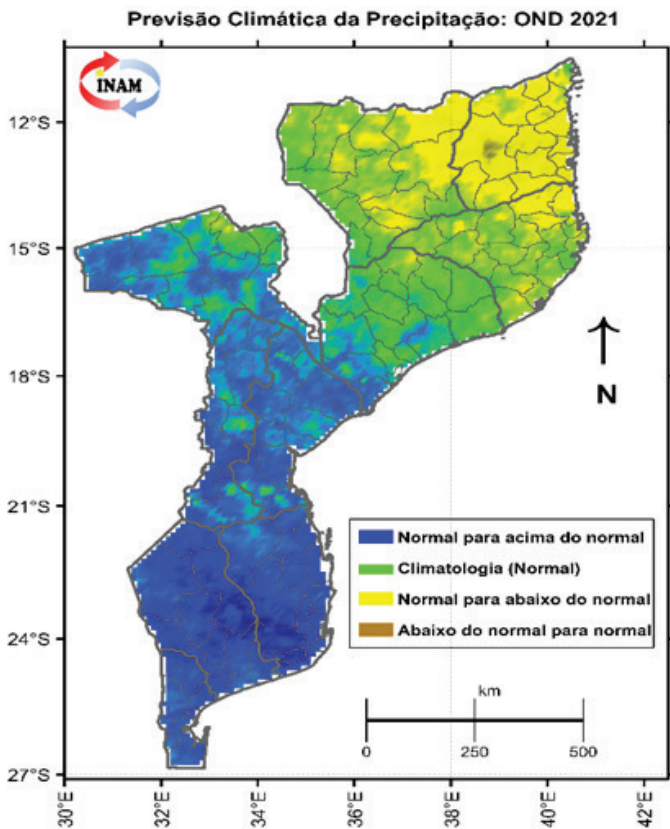 Previsão Climática da Precipitação: OND 2021
INAM
12°S
15°S
18°S
21°S
24°S
27°S
N
Normal para acima do normal
Climatologia (Normal)
Normal para abaixo do normal
Abaixo do normal para normal
km
0 250 500
30°E 32°E 34°E 36°E 38°E 40°E 42°E